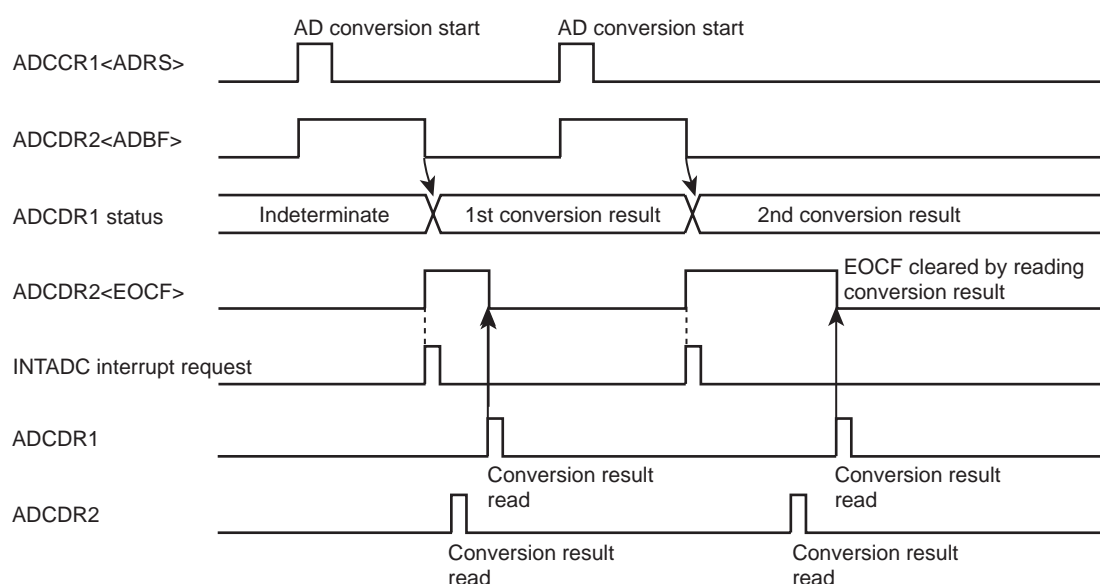 AD conversion start
AD conversion start
ADCCR1<ADRS>
ADCDR2<ADBF>
ADCDR1 status
Indeterminate
1st conversion result
2nd conversion result
ADCDR2<EOCF>
EOCF cleared by reading
conversion result
INTADC interrupt request
ADCDR1
Conversion result
read
Conversion result
read
ADCDR2
Conversion result
read
Conversion result
read